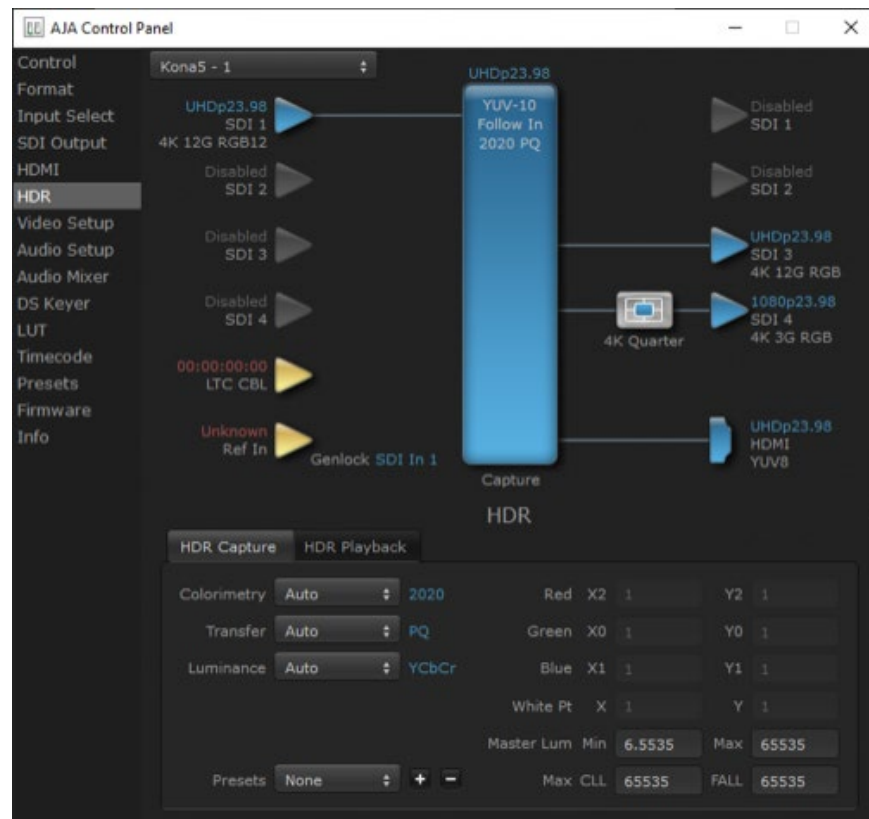 AJA Control Panel
Control
Format
Input Select
SDI Output
HDMI
HDR
Video Setup
Audio Setup
Audio Mixer
DS Keyer
LUT
Timecode
Presets
Firmware
Info
Kona5 - 1
UHDp23.98
SDI 1
4K 12G RGB12
Disabled
SDI 2
Disabled
SDI 3
Disabled
SDI 4
00:00:00:00
LTC CBL
Unknown
Ref In
Genlock SDI In 1
UHDp23.98
YUV-10
Follow In
2020 PQ
Capture
Disabled
SDI 1
Disabled
SDI 2
UHDp23.98
SDI 3
4K 12G RGB
4K Quarter
1080p23.98
SDI 4
4K 3G RGB
UHDp23.98
HDMI
YUV8
HDR
HDR Capture HDR Playback
Colorimetry Auto 2020 Red X2 1 Y2 1
Transfer Auto PQ Green X0 1 Y0 1
Luminance Auto YCbCr Blue X1 1 Y1 1
White Pt X 1 Y 1
Master Lum Min 6.5535 Max 65535
Presets None + - Max CLL 65535 FALL 65535